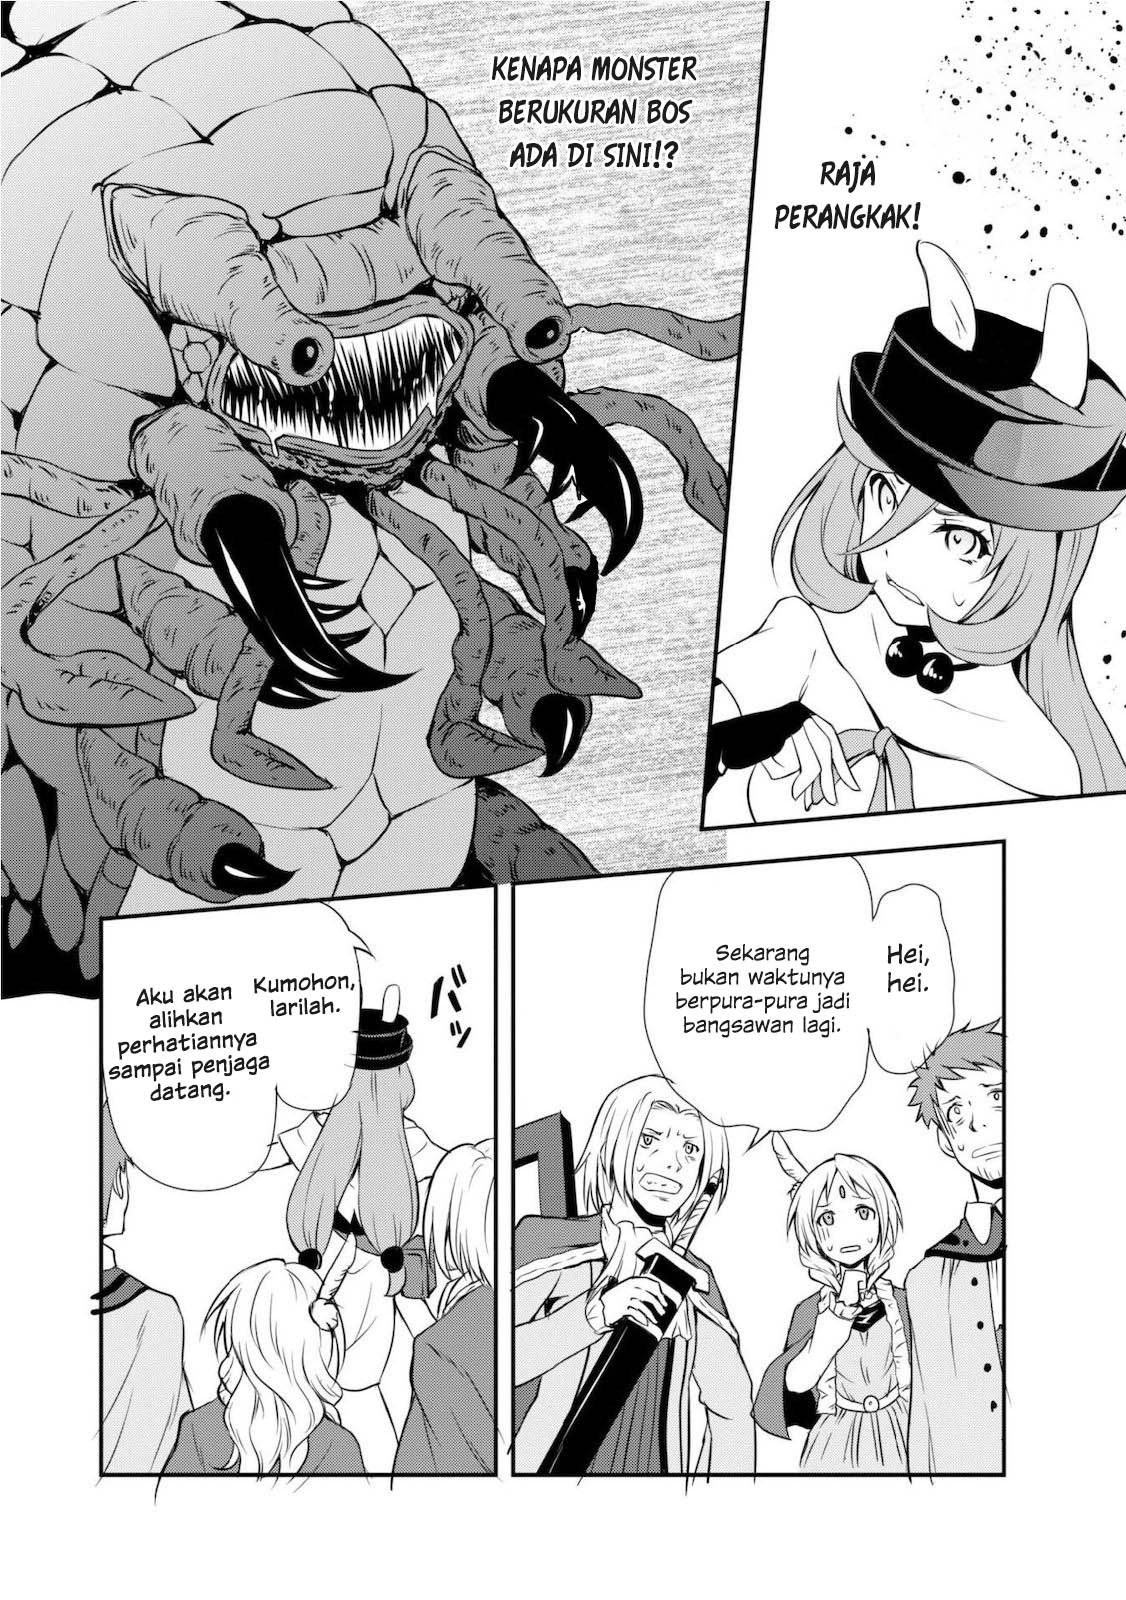 RAJA
PERANGKAK!
KENAPA MONSTER
BERUKURAN BOS
ADA DI SINI!?
Hei,
hei.
Sekarang
bukan waktunya
berpura-pura jadi
bangsawan lagi.
Kumohon,
larilah.
Aku akan
alihkan
perhatiannya
sampai penjaga
datang.
バッ